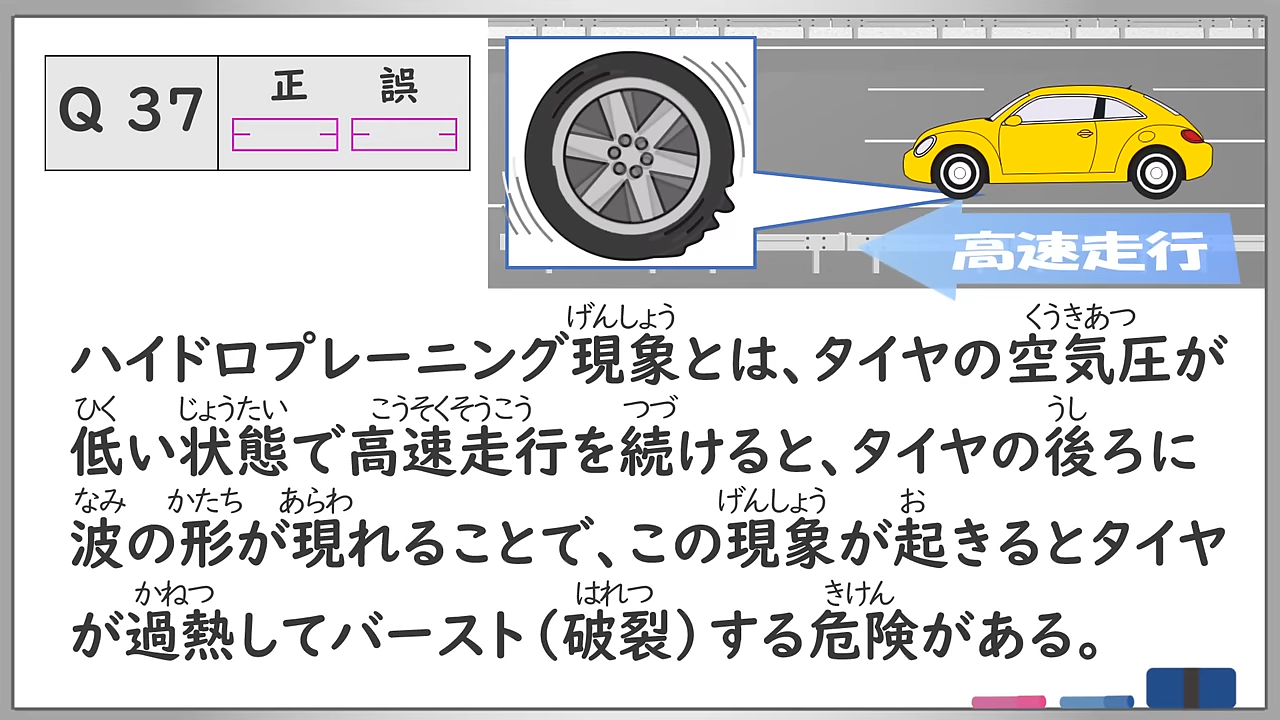 Q 37
正 誤
高速走行
げんしょう くうきあつ
ハイドロプレーニング現象とは、タイヤの空気圧が
ひく じょうたい こうそくそうこう つづ うし
低い状態で高速走行を続けると、タイヤの後ろに
なみ かたち あらわ げんしょう お
波の形が現れることで、この現象が起きるとタイヤ
かねつ はれつ きけん
が過熱してバースト(破裂)する危険がある。